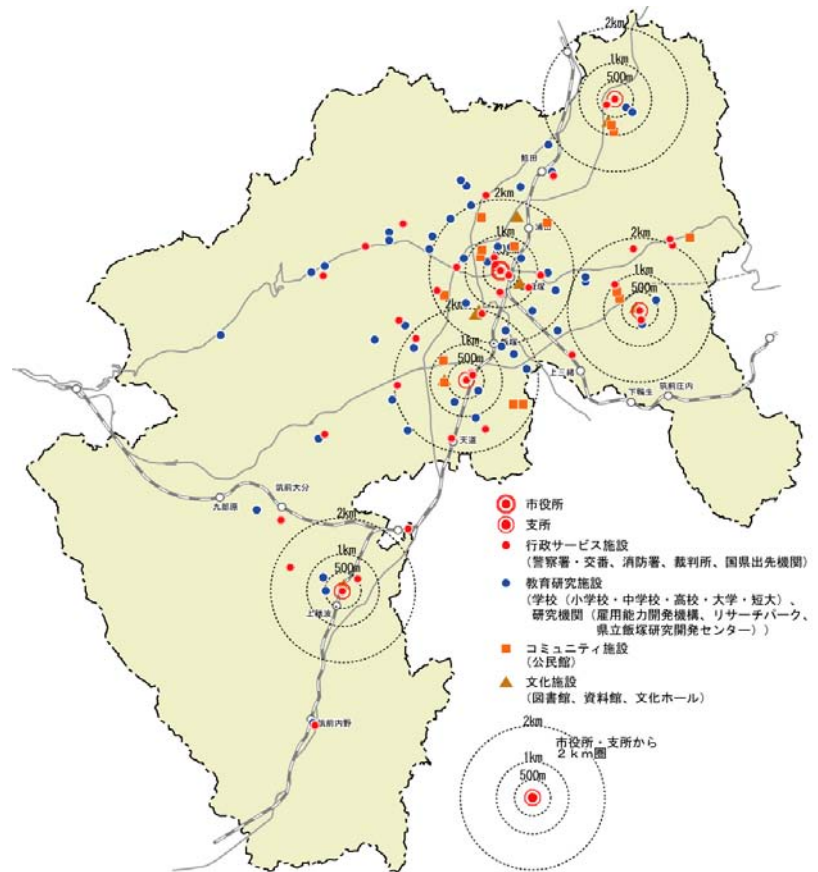 2km
1km
500m
鯰田
2km
浦田
1km
2km
1km
500m
2km
飯塚
1km
500m
上三緒
下鴨生
筑前庄内
天道
筑前大分
九郎原
2km
1km
500m
上穂波
筑前内野
市役所
支所
行政サービス施設
(警察署・交番、消防署、裁判所、国県出先機関)
教育研究施設
(学校(小学校・中学校・高校・大学・短大)、
研究機関(雇用能力開発機構、リサーチパーク、
県立飯塚研究開発センター))
コミュニティ施設
(公民館)
文化施設
(図書館、資料館、文化ホール)
2km
市役所・支所から
2km圏
1km
500m